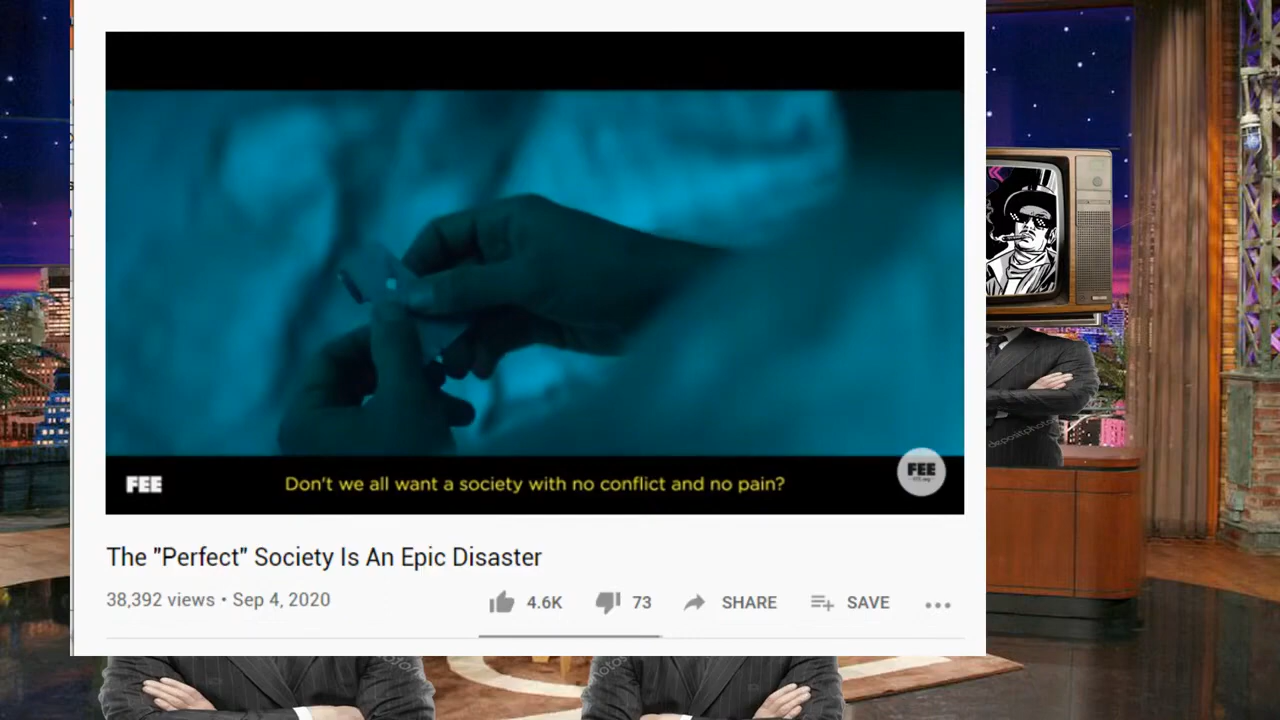 FEE
Don't we all want a society with no conflict and no pain?
FEE
The "Perfect" Society Is An Epic Disaster
38,392 views • Sep 4, 2020
4.6K
73
SHARE
SAVE
depositphotos